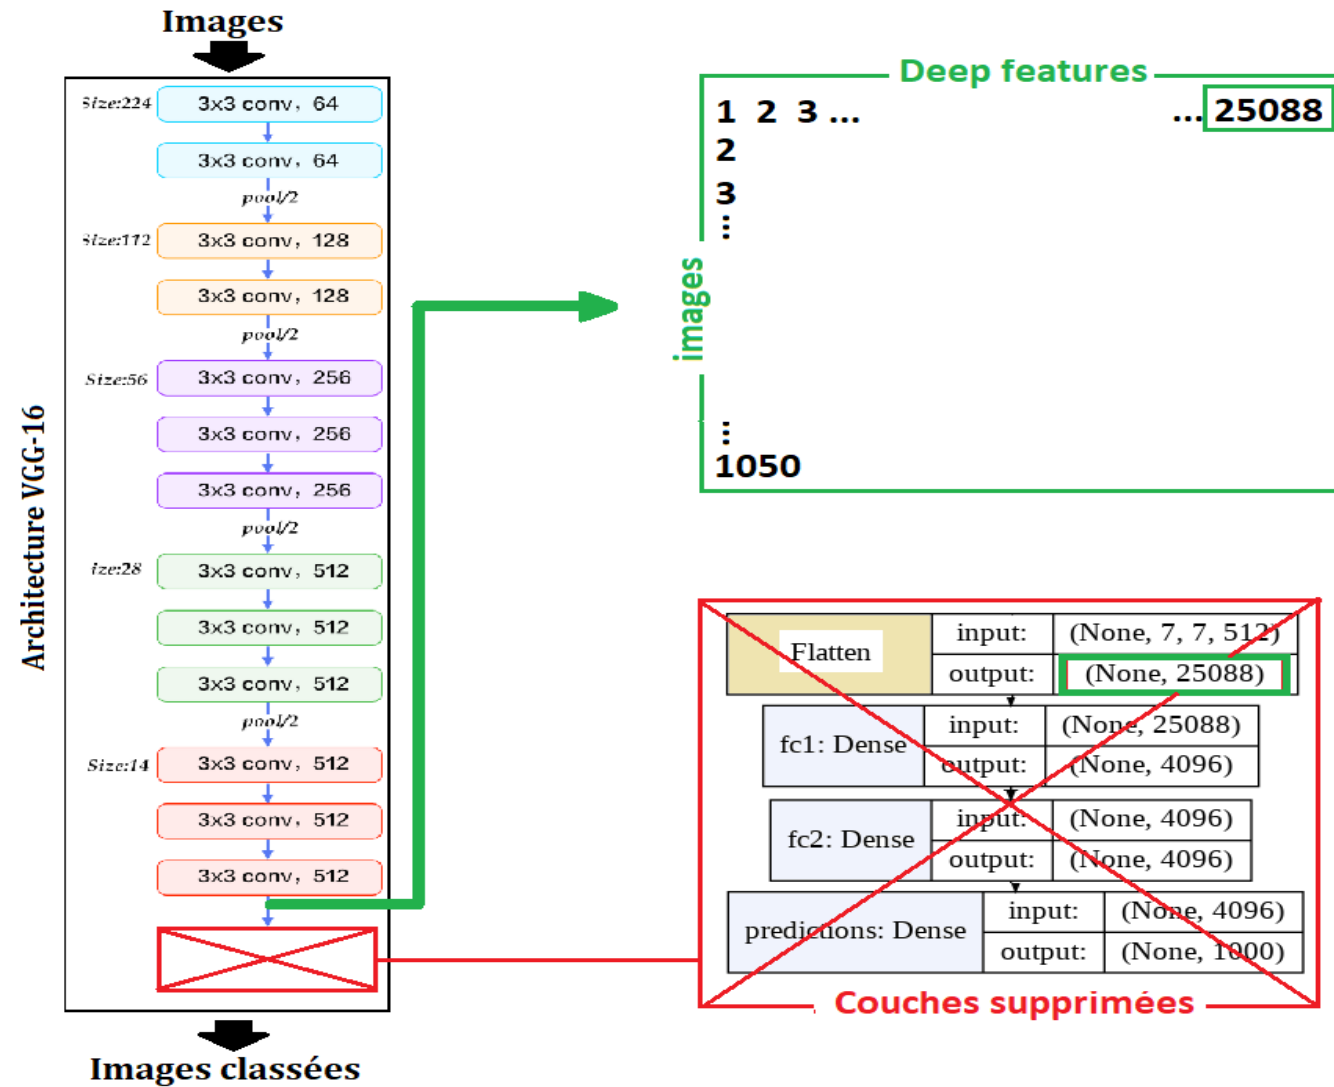 Images
Architecture VGG-16
Size:224
3x3 conv, 64
3x3 conv, 64
pool/2
Size:112
3x3 conv, 128
3x3 conv, 128
pool/2
Size:56
3x3 conv, 256
3x3 conv, 256
3x3 conv, 256
pool/2
ize:28
3x3 conv, 512
3x3 conv, 512
3x3 conv, 512
pool/2
Size:14
3x3 conv, 512
3x3 conv, 512
3x3 conv, 512
Images classées
Deep features
1 2 3 ... ... 25088
2
3
...
images
...
1050
Flatten
input: (None, 7, 7, 512)
output: (None, 25088)
fc1: Dense
input: (None, 25088)
output: (None, 4096)
fc2: Dense
input: (None, 4096)
output: (None, 4096)
predictions: Dense
input: (None, 4096)
output: (None, 1000)
Couches supprimées